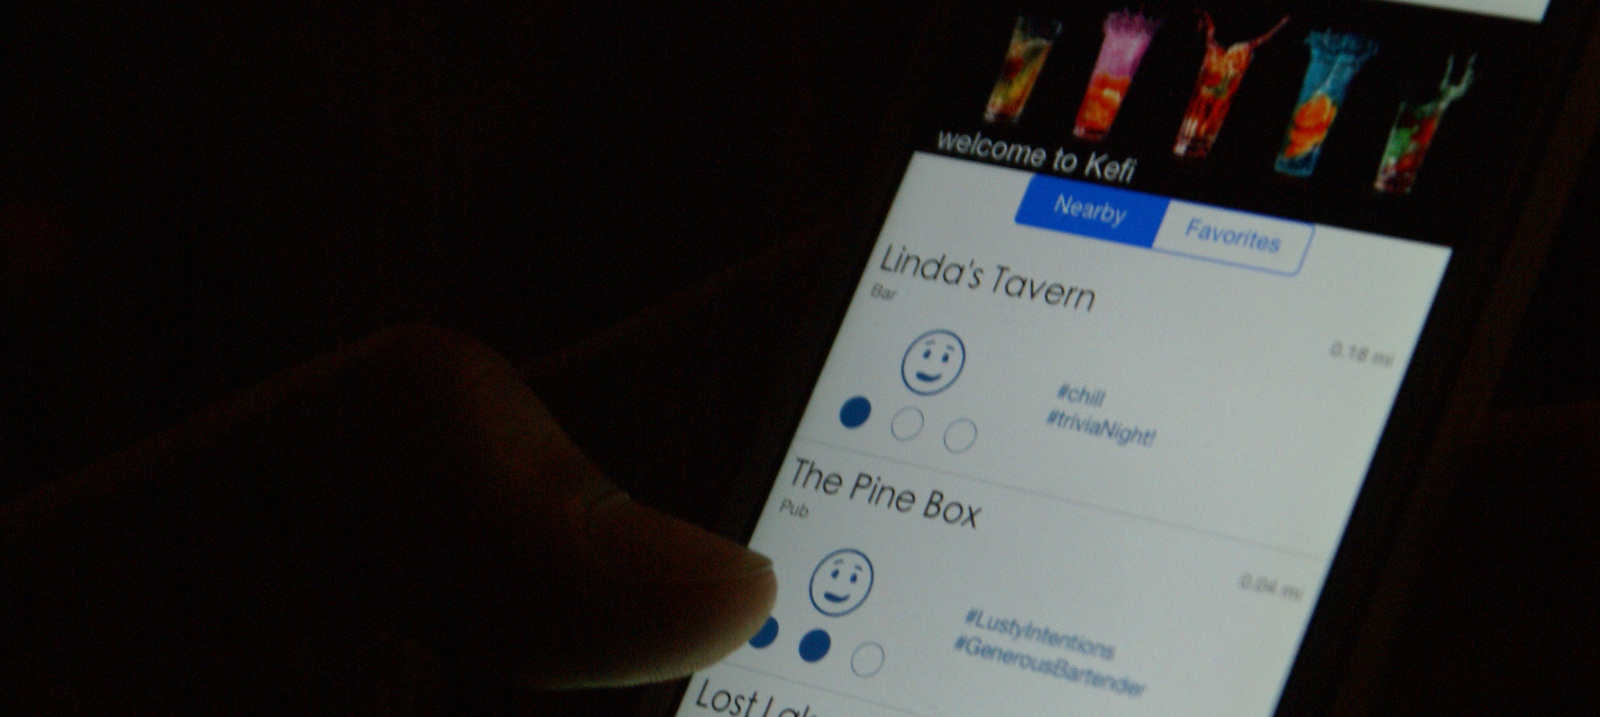 welcome to Kefi
Nearby
Favorites
Linda's Tavern
Bar
0.18 mi
#chill
#triviaNight!
The Pine Box
Pub
0.04 mi
#LustyIntentions
#GenerousBartender
Lost